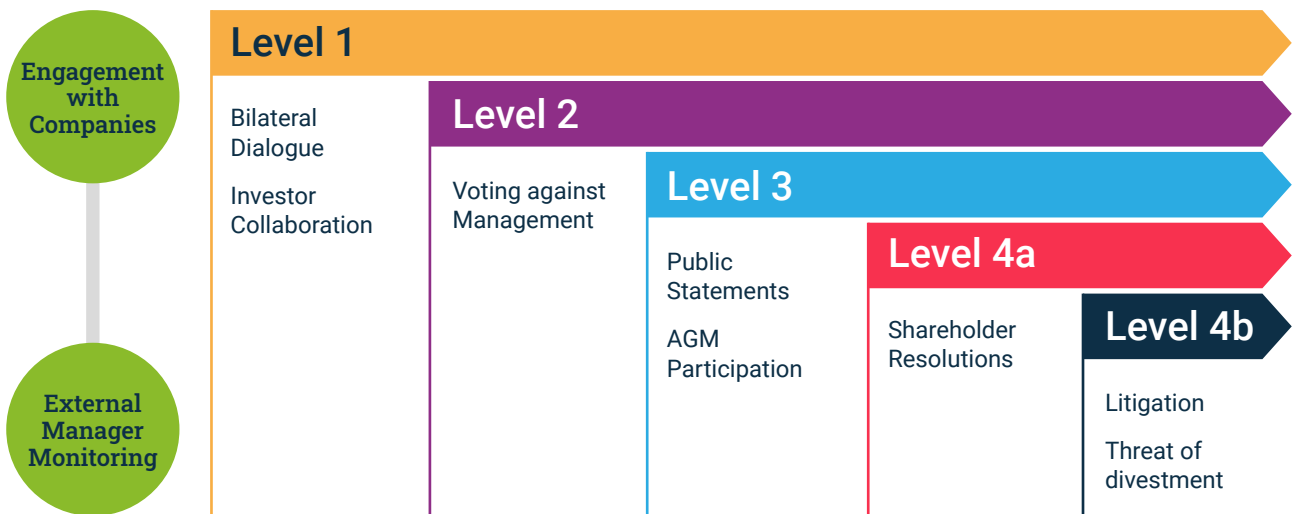 Engagement
with
Companies
External
Manager
Monitoring
Level 1
Bilateral
Dialogue
Investor
Collaboration
Level 2
Voting against
Management
Level 3
Public
Statements
AGM
Participation
Level 4a
Shareholder
Resolutions
Level 4b
Litigation
Threat of
divestment